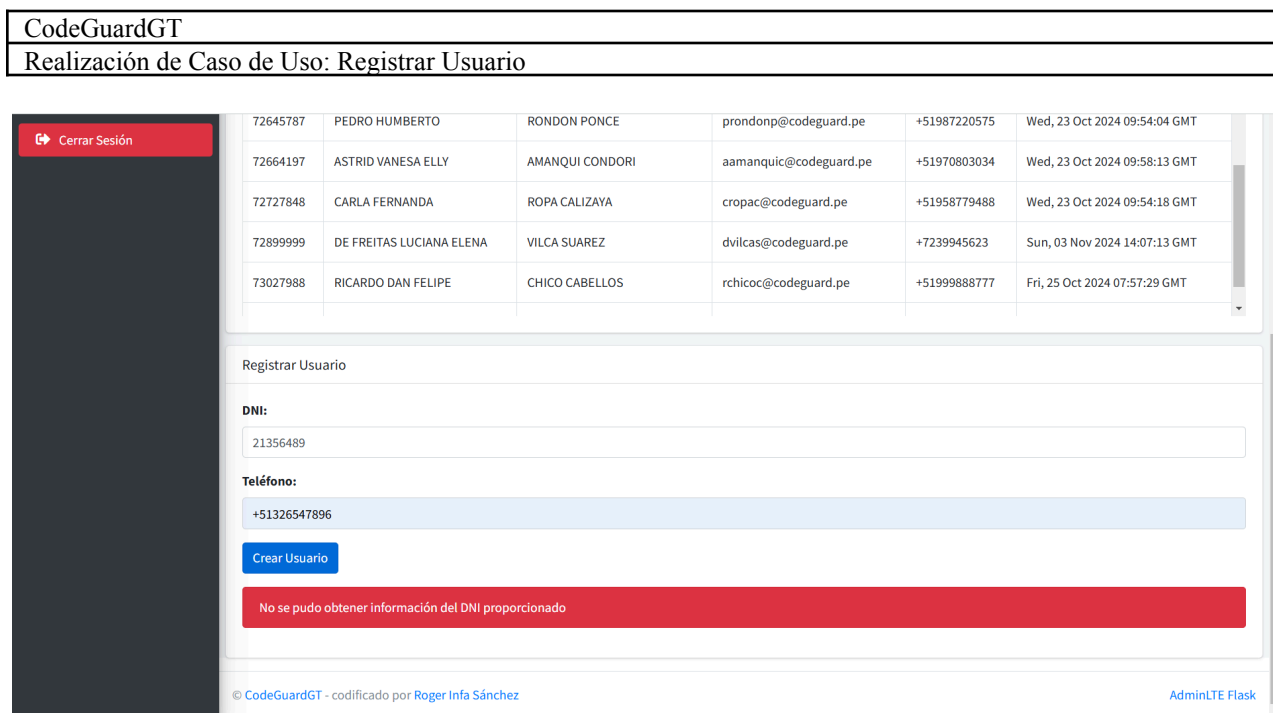 CodeGuardGT
Realización de Caso de Uso: Registrar Usuario
Cerrar Sesión
72645787 PEDRO HUMBERTO RONDON PONCE prondonp@codeguard.pe +51987220575 Wed, 23 Oct 2024 09:54:04 GMT
72664197 ASTRID VANESA ELLY AMANQUI CONDORI aamanquic@codeguard.pe +51970803034 Wed, 23 Oct 2024 09:58:13 GMT
72727848 CARLA FERNANDA ROPA CALIZAYA cropac@codeguard.pe +51958779488 Wed, 23 Oct 2024 09:54:18 GMT
72899999 DE FREITAS LUCIANA ELENA VILCA SUAREZ dvilcas@codeguard.pe +7239945623 Sun, 03 Nov 2024 14:07:13 GMT
73027988 RICARDO DAN FELIPE CHICO CABELLOS rchicoc@codeguard.pe +51999888777 Fri, 25 Oct 2024 07:57:29 GMT
Registrar Usuario
DNI:
21356489
Teléfono:
+51326547896
Crear Usuario
No se pudo obtener información del DNI proporcionado
© CodeGuardGT - codificado por Roger Infa Sánchez AdminLTE Flask